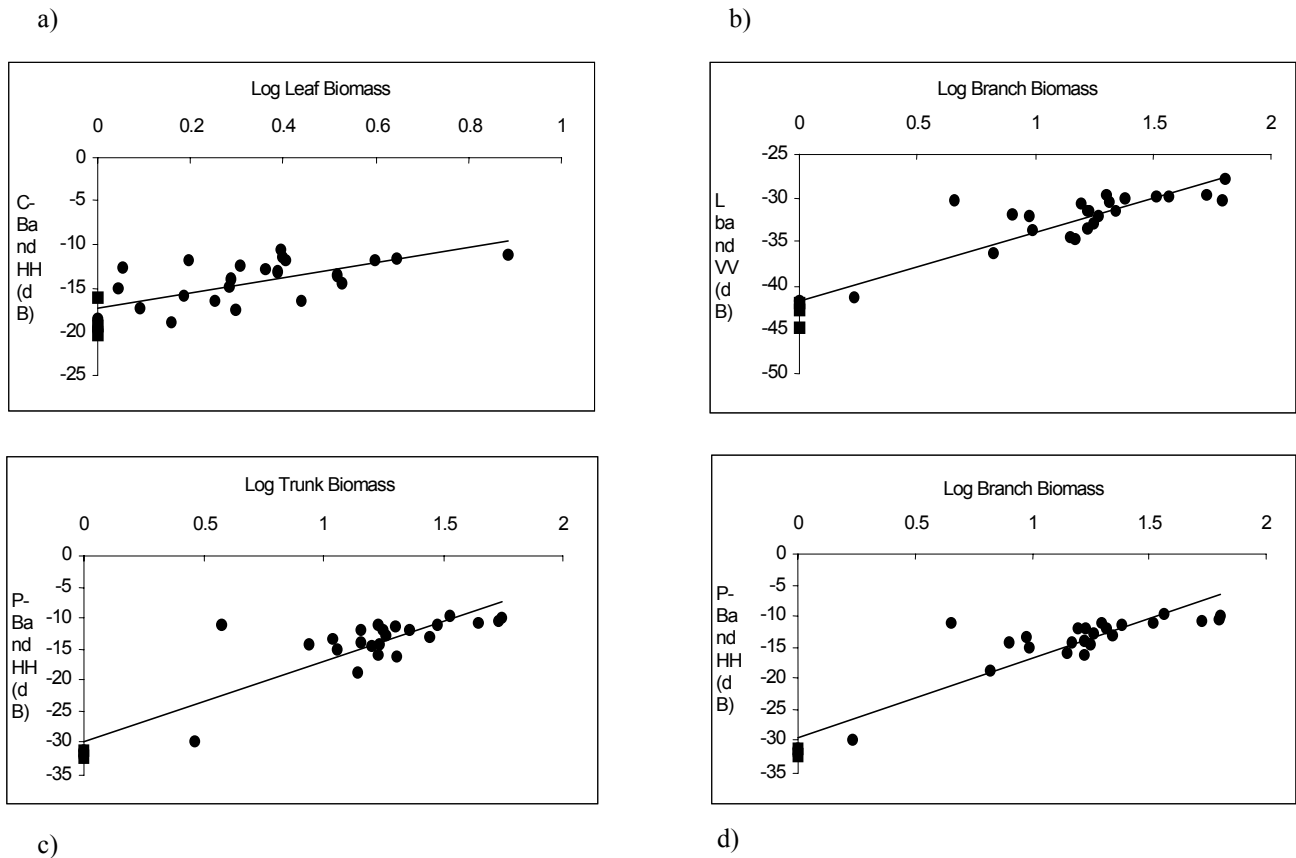 a)
b)
Log Leaf Biomass
0 0.2 0.4 0.6 0.8 1
0
-5
-10
-15
-20
-25
C-
Ba
nd
HH
(d
B)
Log Branch Biomass
0 0.5 1 1.5 2
-25
-30
-35
-40
-45
-50
L
ba
nd
VV
(d
B)
Log Trunk Biomass
0 0.5 1 1.5 2
0
-5
-10
-15
-20
-25
-30
-35
P-
Ba
nd
HH
(d
B)
Log Branch Biomass
0 0.5 1 1.5 2
0
-5
-10
-15
-20
-25
-30
-35
P-
Ba
nd
HH
(d
B)
c)
d)